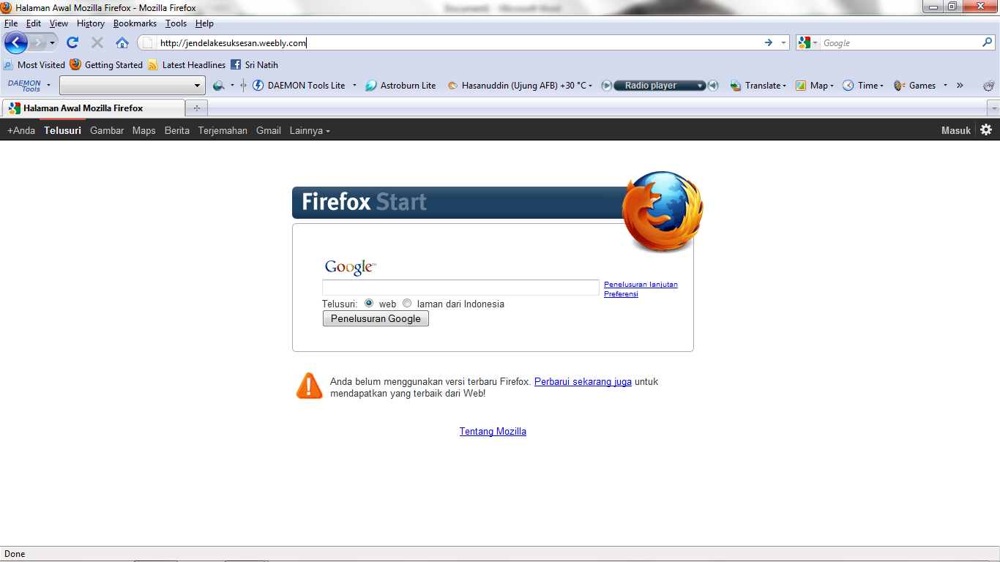 Halaman Awal Mozilla Firefox - Mozilla Firefox
Document1 - Microsoft Word
File Edit View History Bookmarks Tools Help
http://jendelakesuksesan.weebly.com
Google
Most Visited Getting Started Latest Headlines Sri Natih
DAEMON Tools DAEMON Tools Lite Astroburn Lite Hasanuddin (Ujung AFB) +30 °C Radio player Translate Map Time Games »
Halaman Awal Mozilla Firefox
+Anda Telusuri Gambar Maps Berita Terjemahan Gmail Lainnya Masuk
Firefox Start
Google™
Penelusuran lanjutan
Preferensi
Telusuri: web laman dari Indonesia
Penelusuran Google
Anda belum menggunakan versi terbaru Firefox. Perbarui sekarang juga untuk
mendapatkan yang terbaik dari Web!
Tentang Mozilla
Done